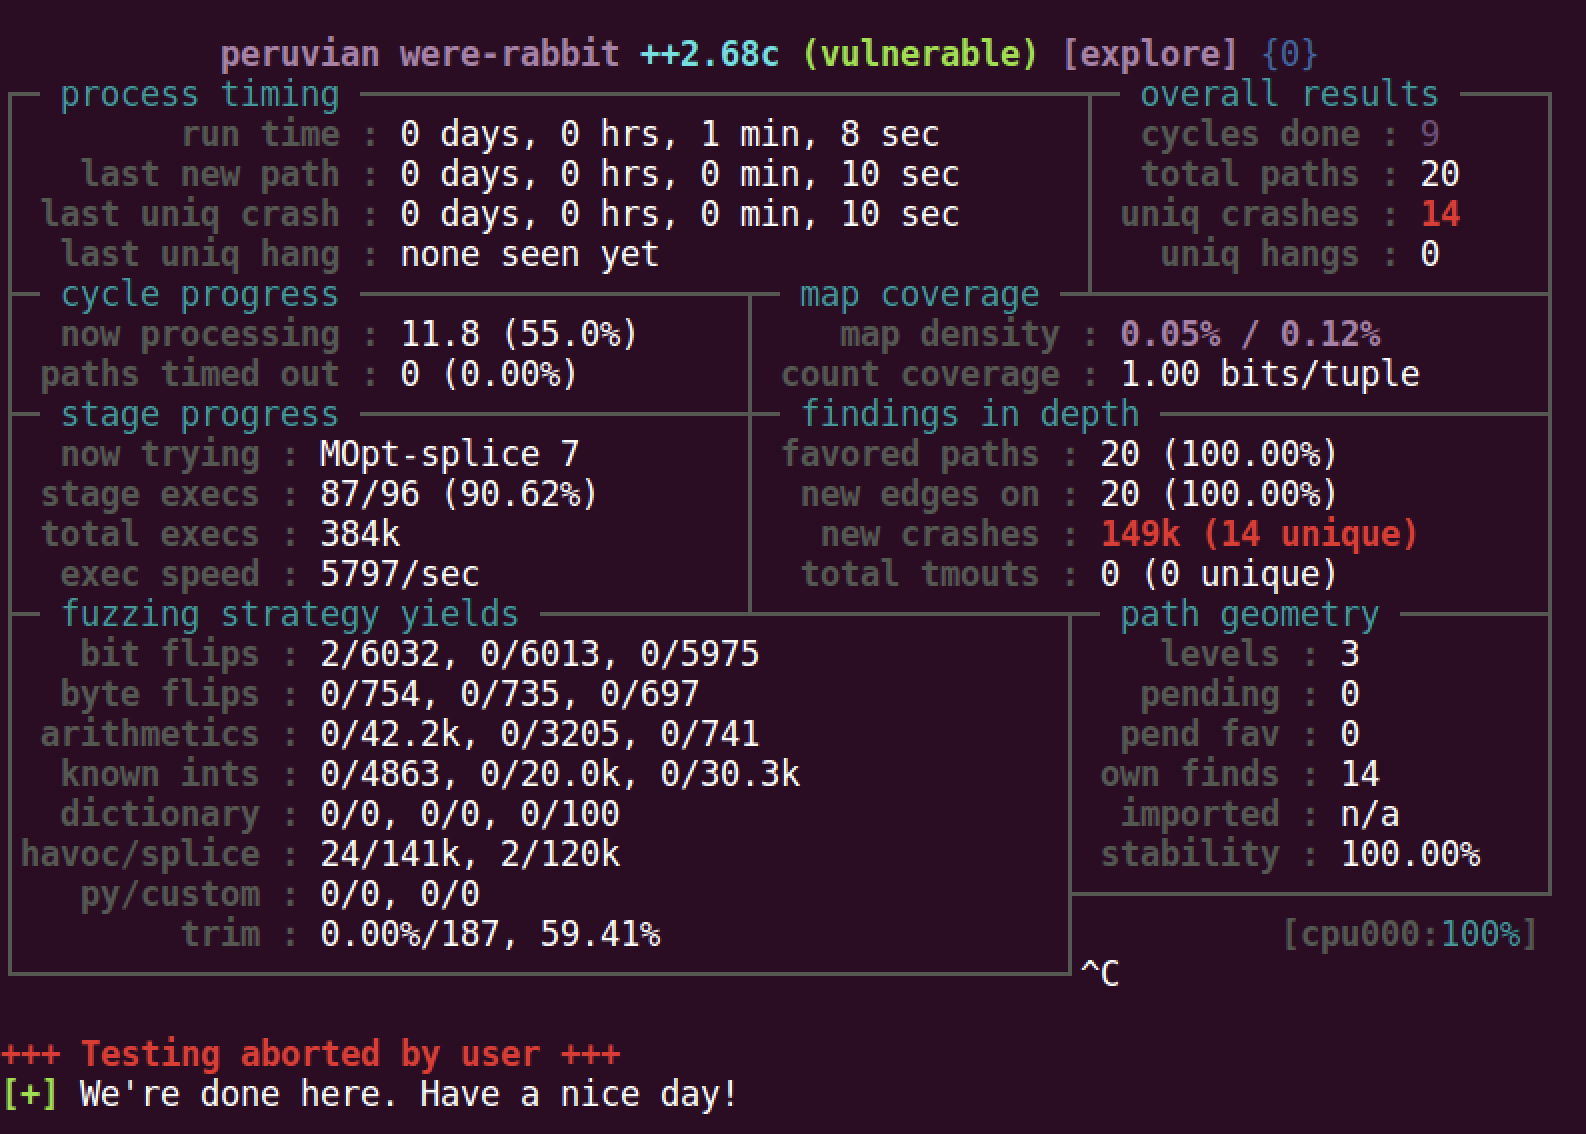 peruvian were-rabbit ++2.68c (vulnerable) [explore] {0}
process timing overall results
run time : 0 days, 0 hrs, 1 min, 8 sec cycles done : 9
last new path : 0 days, 0 hrs, 0 min, 10 sec total paths : 20
last uniq crash : 0 days, 0 hrs, 0 min, 10 sec uniq crashes : 14
last uniq hang : none seen yet uniq hangs : 0
cycle progress map coverage
now processing : 11.8 (55.0%) map density : 0.05% / 0.12%
paths timed out : 0 (0.00%) count coverage : 1.00 bits/tuple
stage progress findings in depth
now trying : MOpt-splice 7 favored paths : 20 (100.00%)
stage execs : 87/96 (90.62%) new edges on : 20 (100.00%)
total execs : 384k new crashes : 149k (14 unique)
exec speed : 5797/sec total tmouts : 0 (0 unique)
fuzzing strategy yields path geometry
bit flips : 2/6032, 0/6013, 0/5975 levels : 3
byte flips : 0/754, 0/735, 0/697 pending : 0
arithmetics : 0/42.2k, 0/3205, 0/741 pend fav : 0
known ints : 0/4863, 0/20.0k, 0/30.3k own finds : 14
dictionary : 0/0, 0/0, 0/100 imported : n/a
havoc/splice : 24/141k, 2/120k stability : 100.00%
py/custom : 0/0, 0/0
trim : 0.00%/187, 59.41% [cpu000:100%]
^C
+++ Testing aborted by user +++
[+] We're done here. Have a nice day!